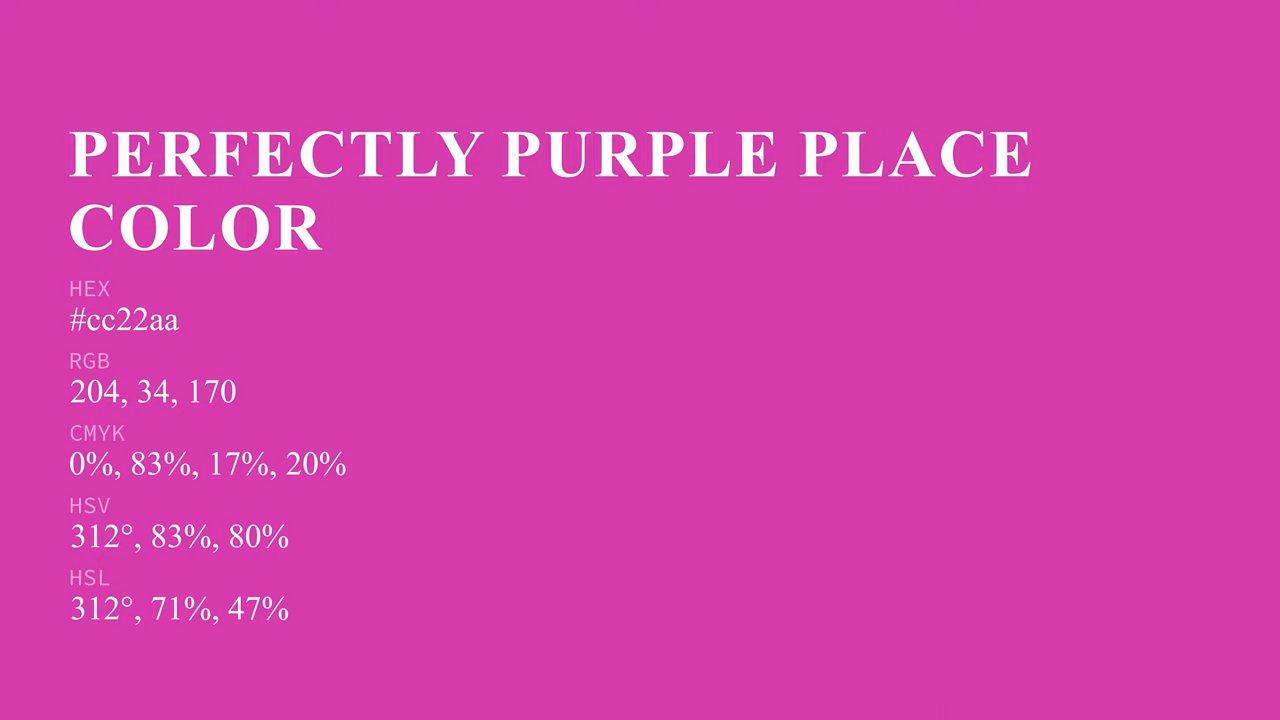 PERFECTLY PURPLE PLACE
COLOR
HEX
#cc22aa
RGB
204, 34, 170
CMYK
0%, 83%, 17%, 20%
HSV
312°, 83%, 80%
HSL
312°, 71%, 47%